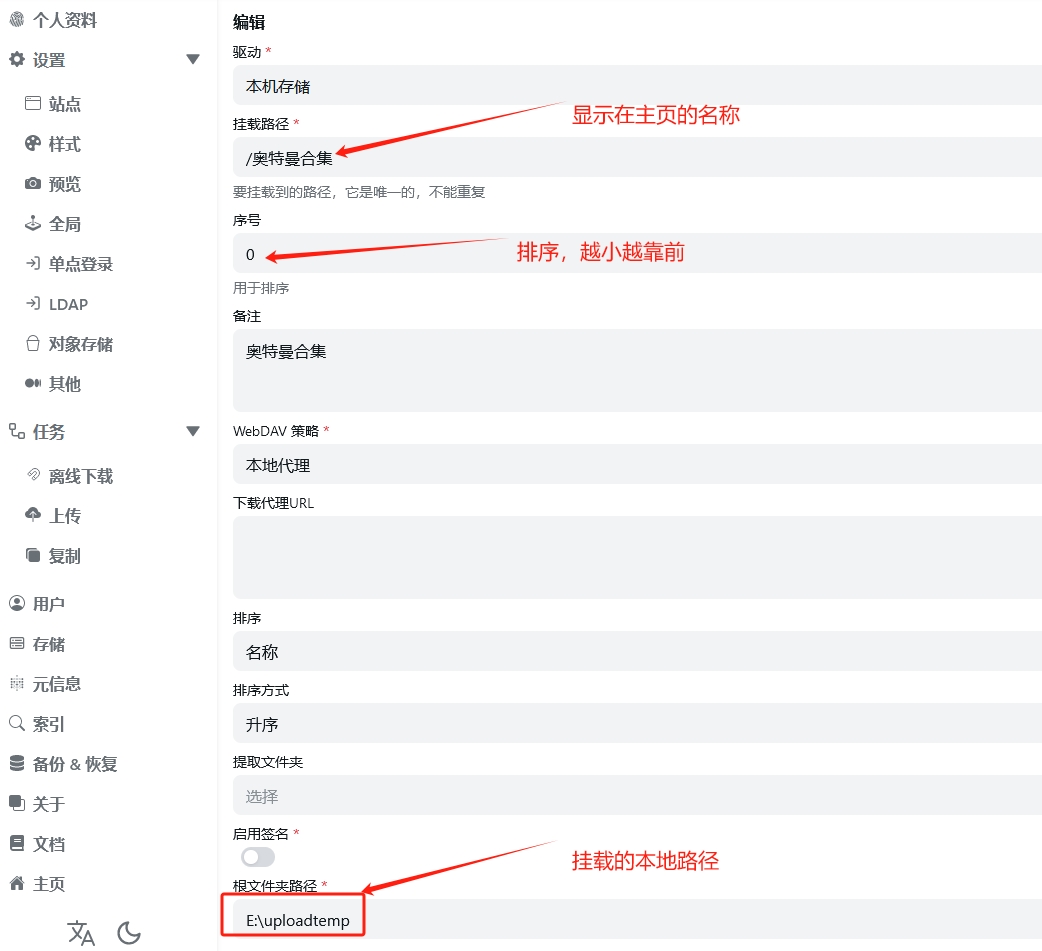 个人资料
设置
站点
样式
预览
全局
单点登录
LDAP
对象存储
其他
任务
离线下载
上传
复制
用户
存储
元信息
索引
备份 & 恢复
关于
文档
主页
编辑
驱动 *
本机存储
挂载路径 *
显示在主页的名称
/奥特曼合集
要挂载到的路径，它是唯一的，不能重复
序号
0
排序，越小越靠前
用于排序
备注
奥特曼合集
WebDAV 策略 *
本地代理
下载代理URL
排序
名称
排序方式
升序
提取文件夹
选择
启用签名 *
挂载的本地路径
根文件夹路径 *
E:\uploadtemp